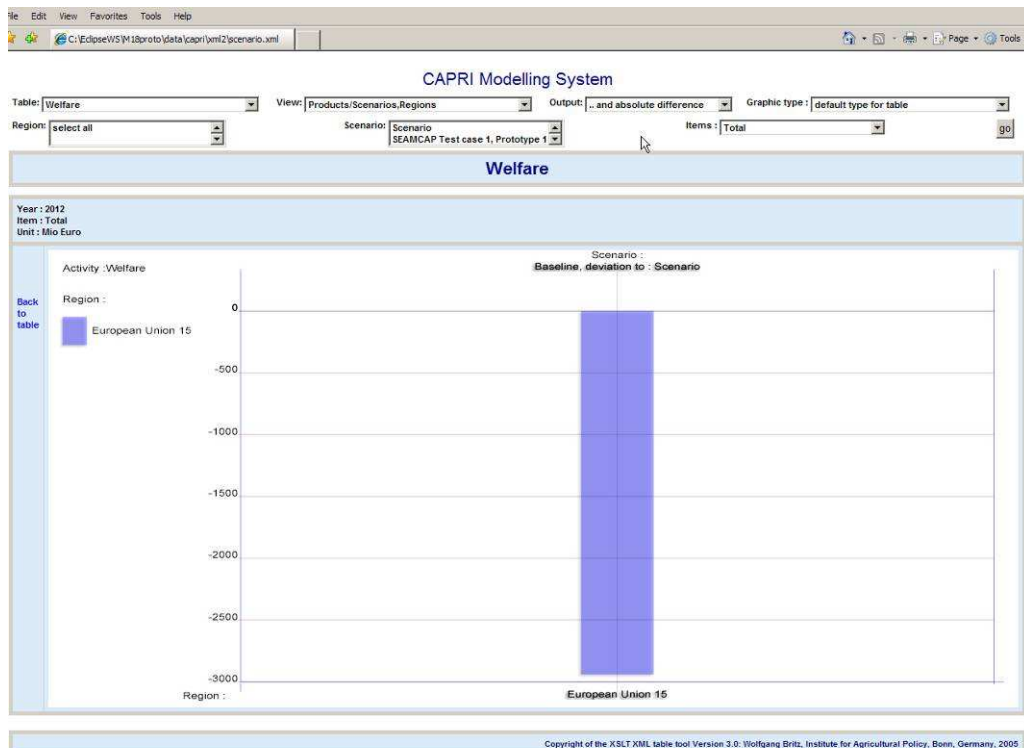 File Edit View Favorites Tools Help
C:\EclipseWS\M18proto\data\capri\xml2\scenario.xml Page Tools
CAPRI Modelling System
Table: Welfare View: Products/Scenarios,Regions Output: .. and absolute difference Graphic type : default type for table
Region: select all Scenario: Scenario Items : Total go
SEAMCAP Test case 1, Prototype 1
Welfare
Year : 2012
Item : Total
Unit : Mio Euro
Scenario :
Activity :Welfare Baseline, deviation to : Scenario
Back
to
table
Region :
European Union 15
0
-500
-1000
-1500
-2000
-2500
-3000
Region : European Union 15
Copyright of the XSLT XML table tool Version 3.0: Wolfgang Britz, Institute for Agricultural Policy, Bonn, Germany, 2005